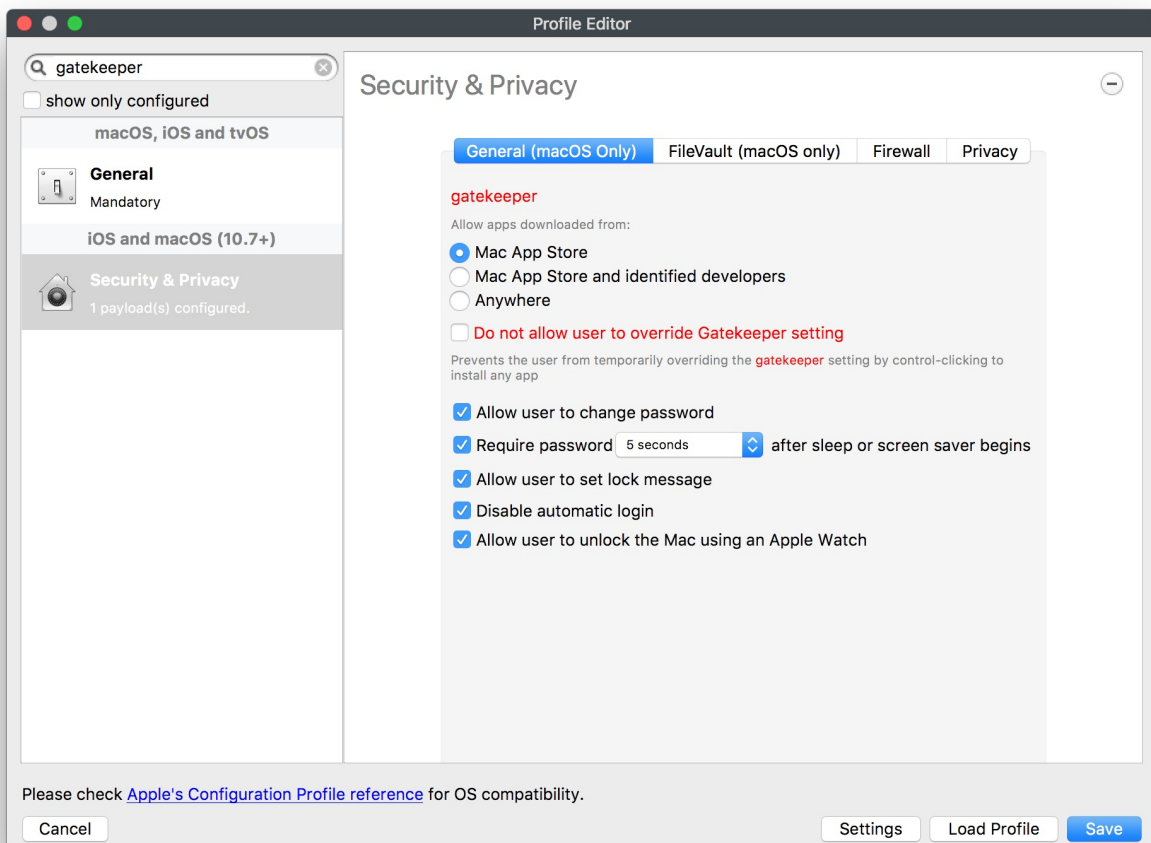 Profile Editor
gatekeeper
show only configured
macOS, iOS and tvOS
General
Mandatory
iOS and macOS (10.7+)
Security & Privacy
1 payload(s) configured.
Security & Privacy
General (macOS Only) FileVault (macOS only) Firewall Privacy
gatekeeper
Allow apps downloaded from:
Mac App Store
Mac App Store and identified developers
Anywhere
Do not allow user to override Gatekeeper setting
Prevents the user from temporarily overriding the gatekeeper setting by control-clicking to
install any app
Allow user to change password
Require password 5 seconds after sleep or screen saver begins
Allow user to set lock message
Disable automatic login
Allow user to unlock the Mac using an Apple Watch
Please check Apple's Configuration Profile reference for OS compatibility.
Cancel Settings Load Profile Save